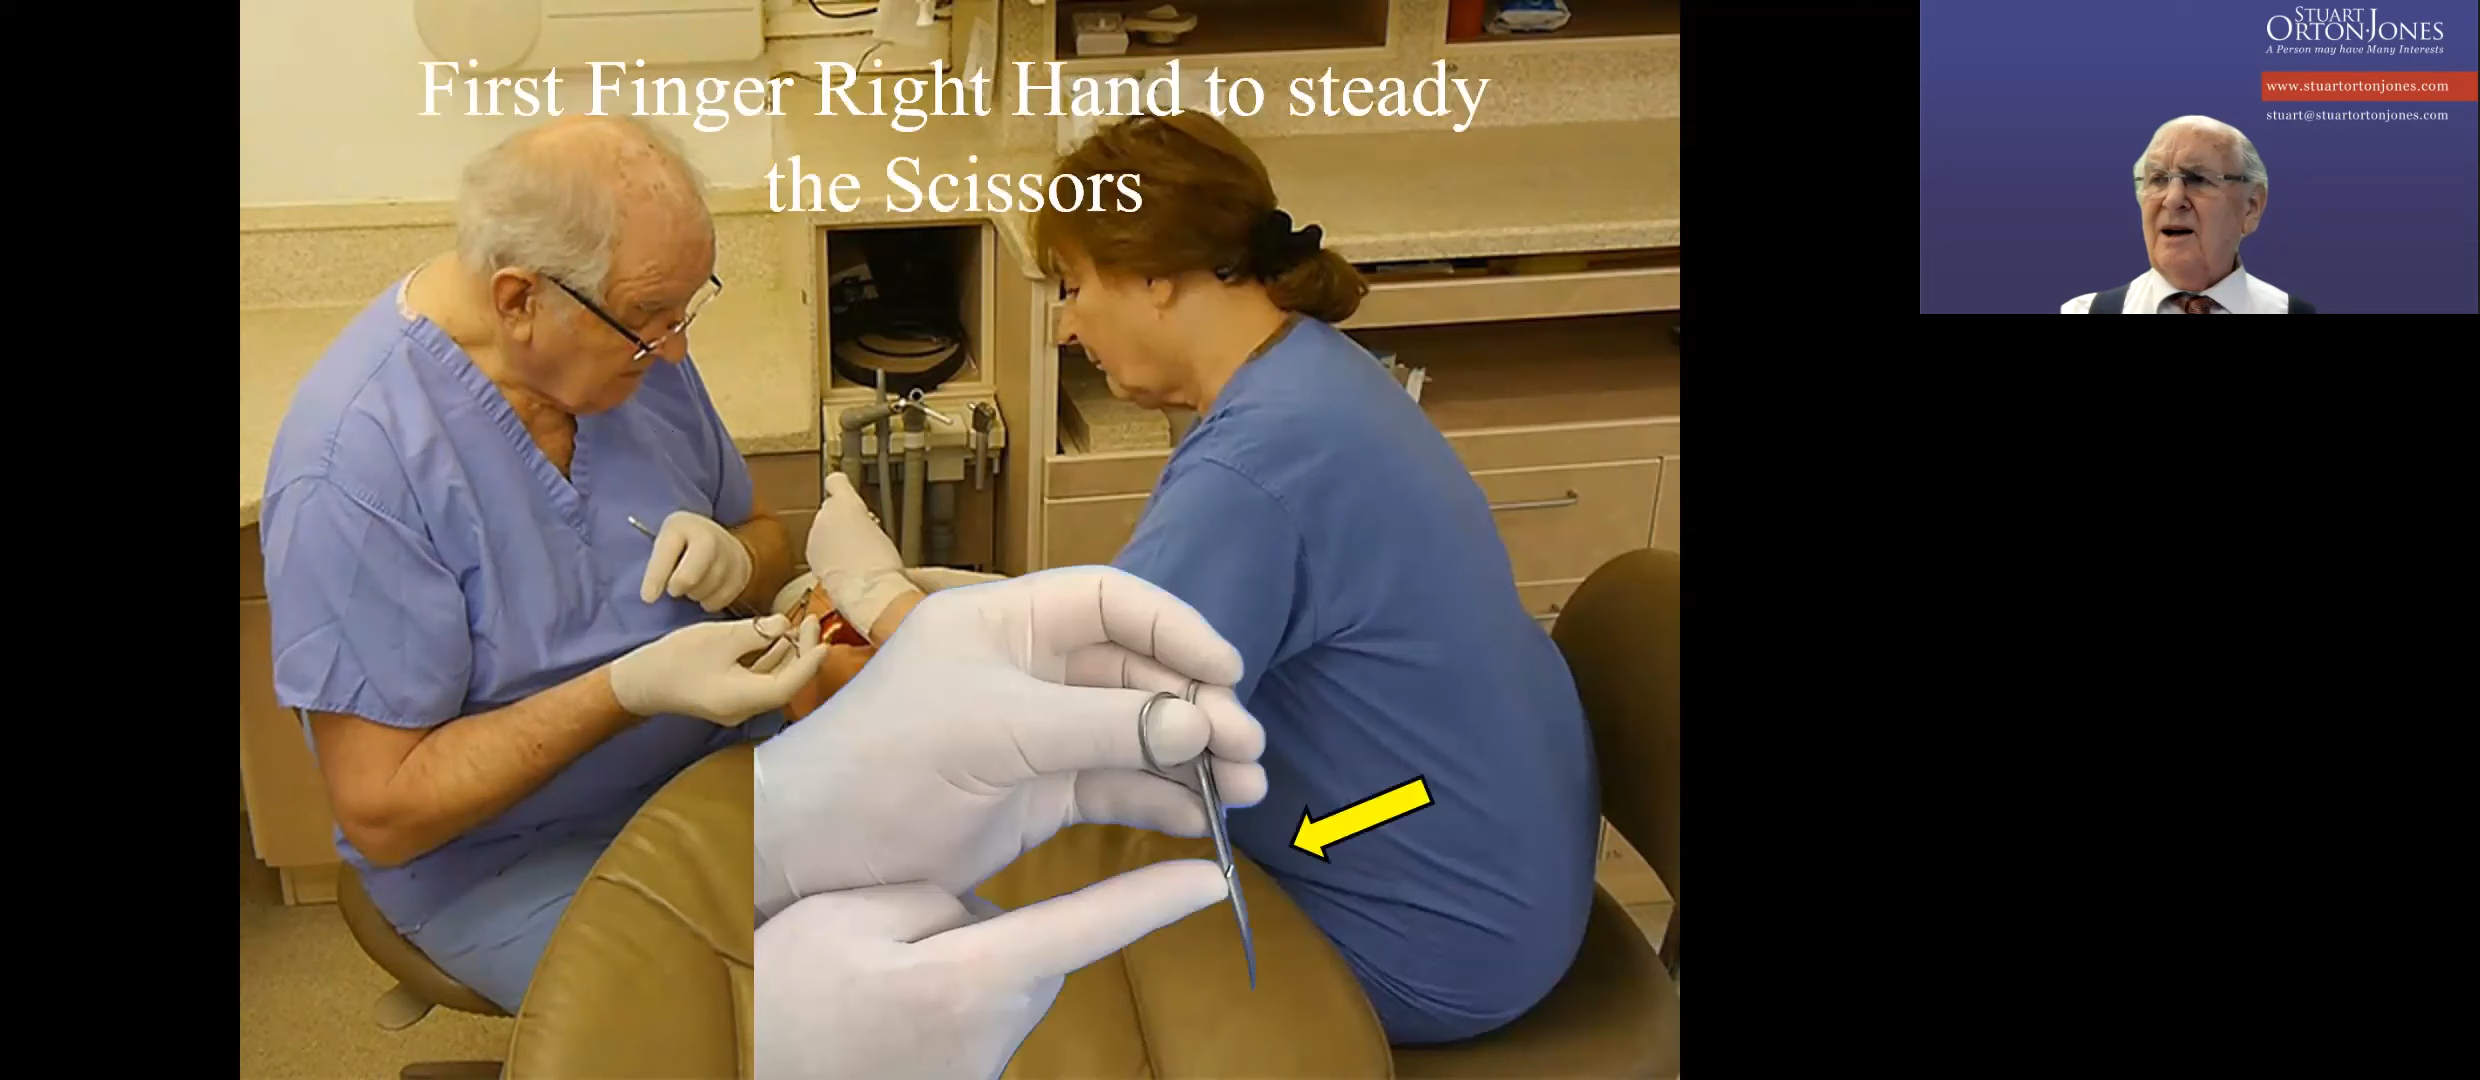 First Finger Right Hand to steady
the Scissors
STUART
ORTON-JONES
A Person may have Many Interests
www.stuartortonjones.com
stuart@stuartortonjones.com